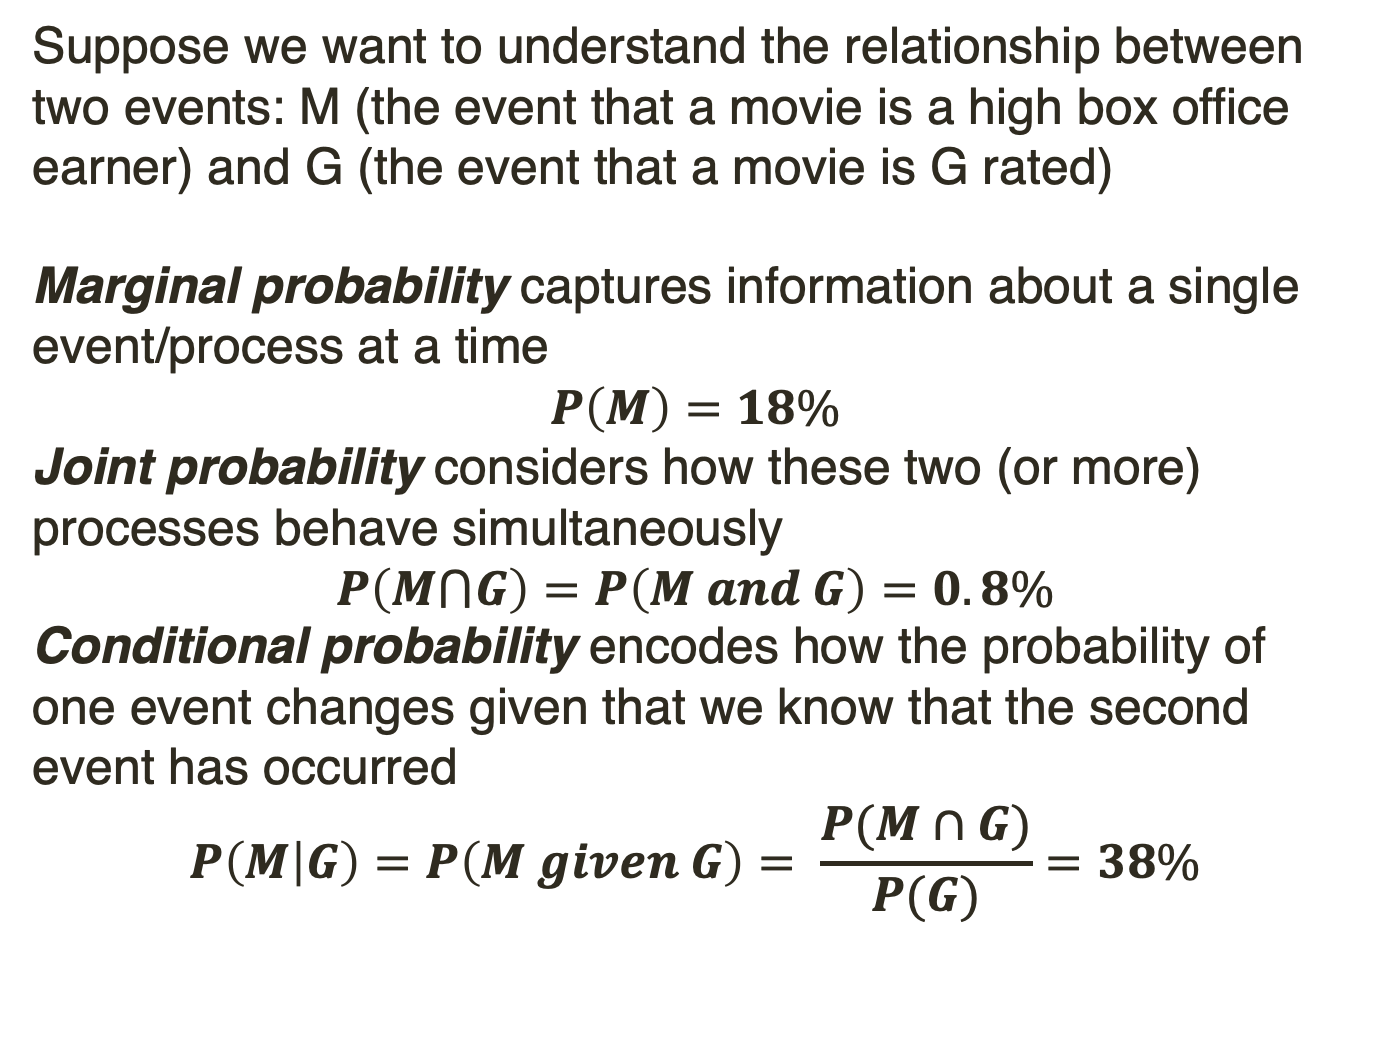 Suppose we want to understand the relationship between
two events: M (the event that a movie is a high box office
earner) and G (the event that a movie is G rated)
Marginal probability captures information about a single
event/process at a time
P(M) = 18%
Joint probability considers how these two (or more)
processes behave simultaneously
P(M∩G) = P(M and G) = 0.8%
Conditional probability encodes how the probability of
one event changes given that we know that the second
event has occurred
P(M|G) = P(M given G) = P(M ∩ G) / P(G) = 38%